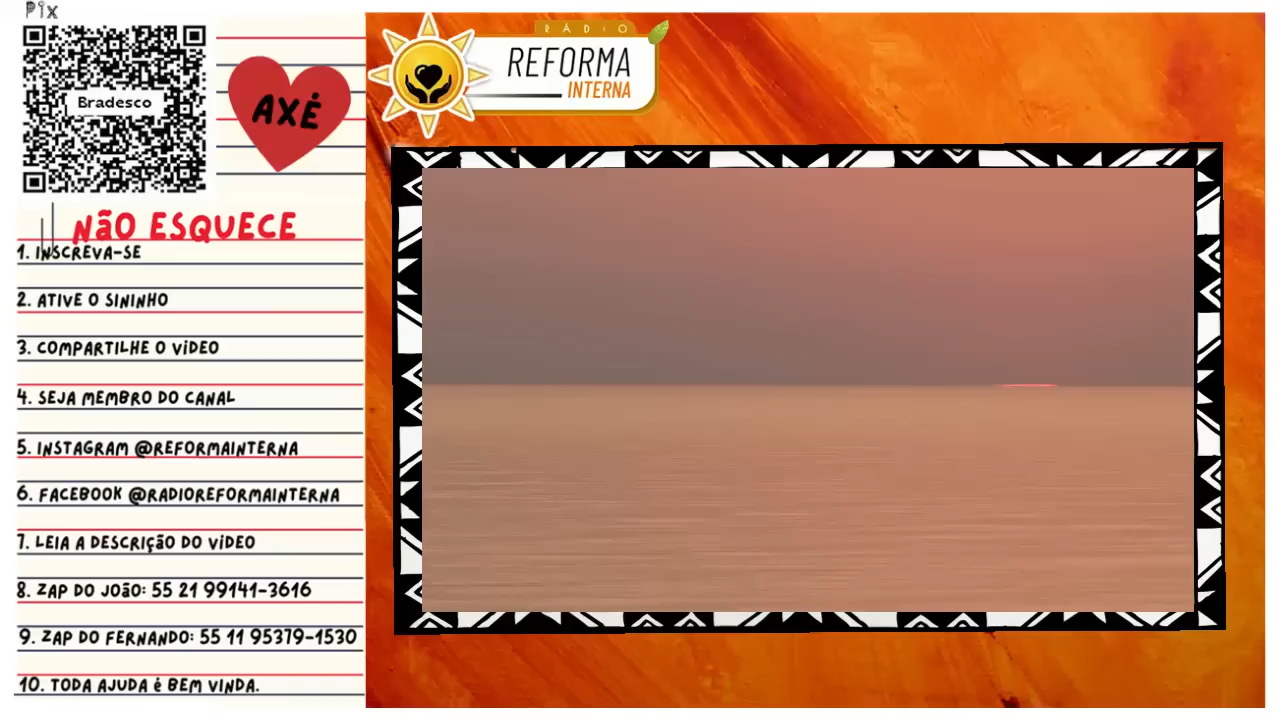 Pix
Bradesco
AXÉ
NãO ESQUECE
1. INSCREVA-SE
2. ATIVE O SININHO
3. COMPARTILHE O VíDEO
4. SEJA MEMBRO DO CANAL
5. INSTAGRAM @REFORMAINTERNA
6. FACEBOOK @RADIOREFORMAINTERNA
7. LEIA A DESCRIÇãO DO VíDEO
8. ZAP DO JOãO: 55 21 99141-3616
9. ZAP DO FERNANDO: 55 11 95379-1530
10. TODA AJUDA é BEM VINDA.
RÁDIO
REFORMA
INTERNA